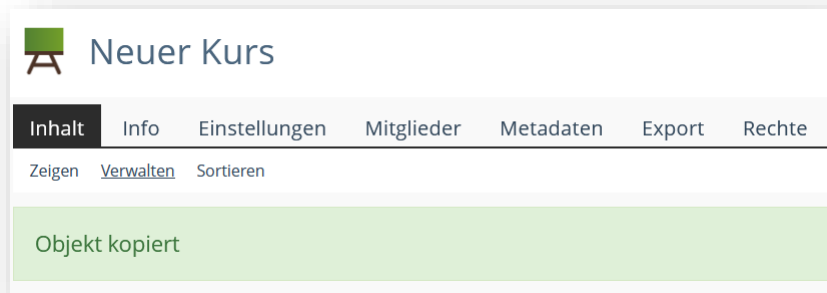 Neuer Kurs
Inhalt Info Einstellungen Mitglieder Metadaten Export Rechte
Zeigen Verwalten Sortieren
Objekt kopiert